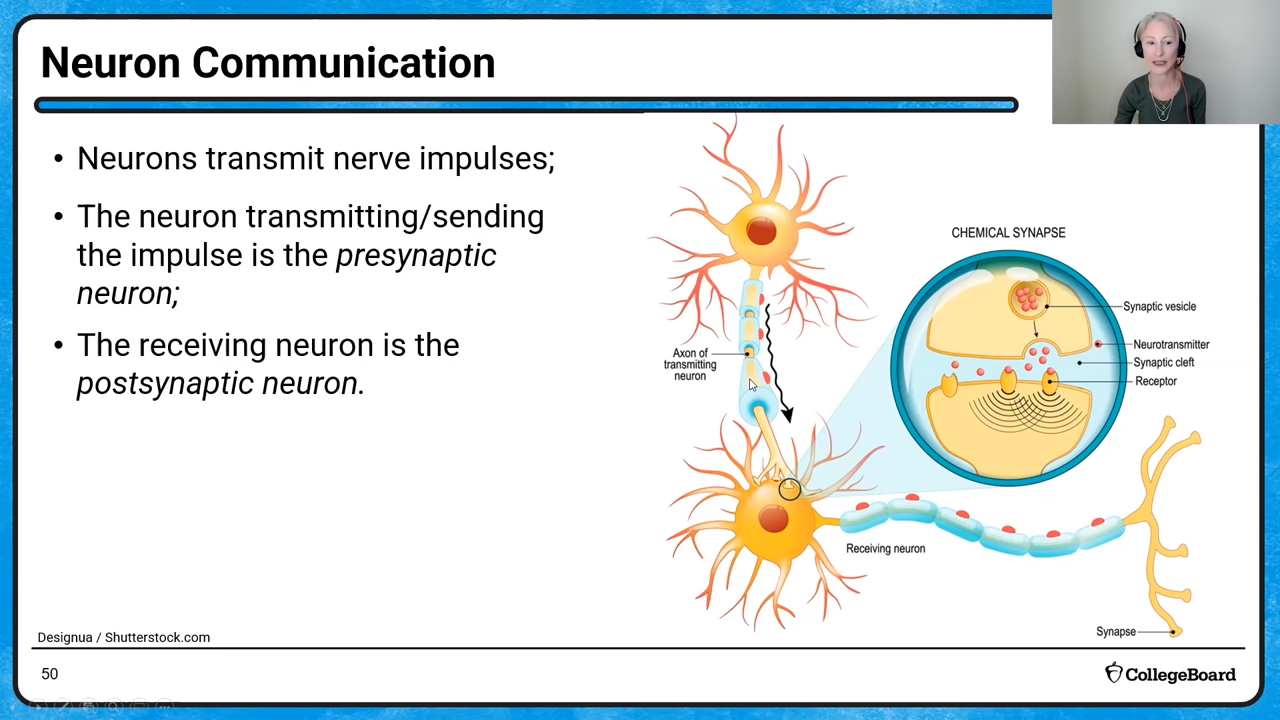 Neuron Communication
• Neurons transmit nerve impulses;
• The neuron transmitting/sending
the impulse is the presynaptic
neuron;
• The receiving neuron is the
postsynaptic neuron.
CHEMICAL SYNAPSE
Synaptic vesicle
Neurotransmitter
Synaptic cleft
Receptor
Axon of
transmitting
neuron
Receiving neuron
Synapse
Designua / Shutterstock.com
50
CollegeBoard